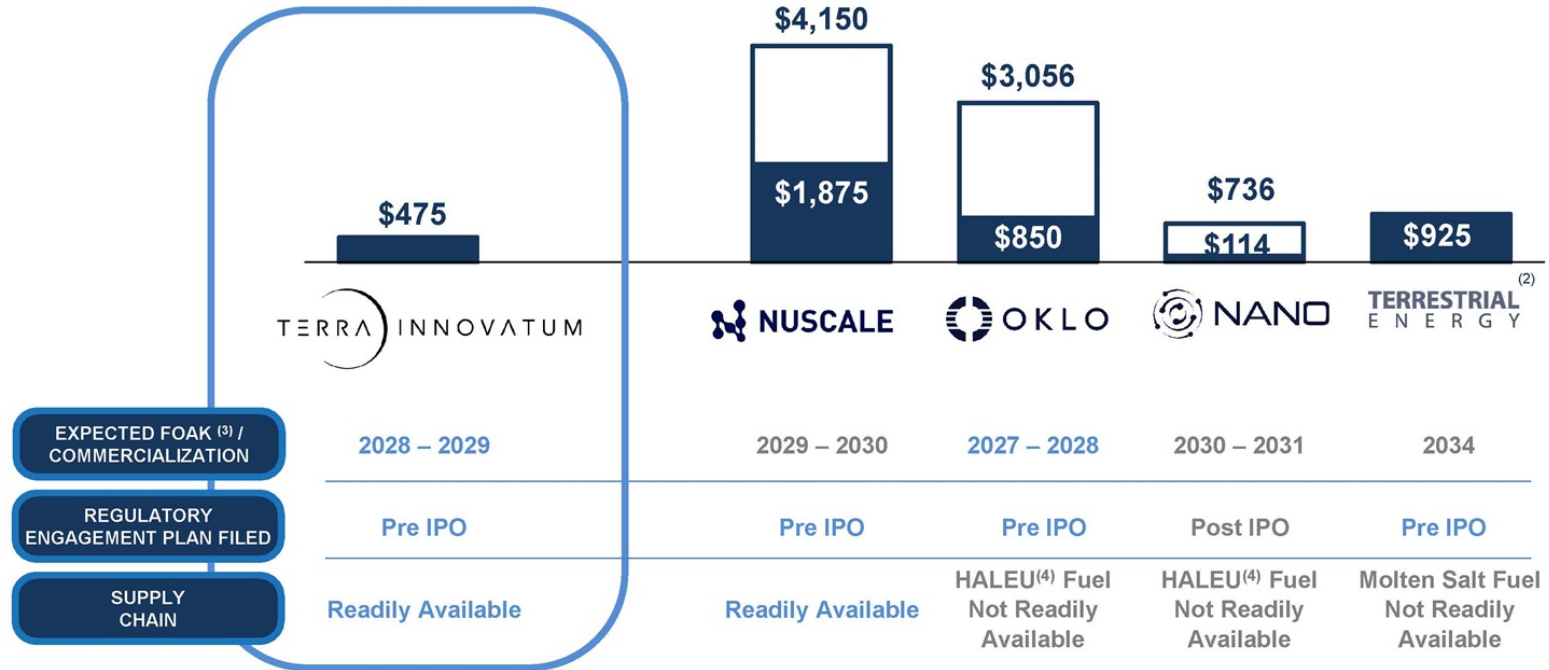 $4,150
$3,056
$1,875
$736
$475
$850
$114
$925
TERRA INNOVATUM
NUSCALE
OKLO
NANO
TERRESTRIAL (2)
ENERGY
EXPECTED FOAK (3) /
COMMERCIALIZATION
2028 – 2029
2029 – 2030
2027 – 2028
2030 – 2031
2034
REGULATORY
ENGAGEMENT PLAN FILED
Pre IPO
Pre IPO
Pre IPO
Post IPO
Pre IPO
SUPPLY
CHAIN
Readily Available
Readily Available
HALEU(4) Fuel
Not Readily
Available
HALEU(4) Fuel
Not Readily
Available
Molten Salt Fuel
Not Readily
Available